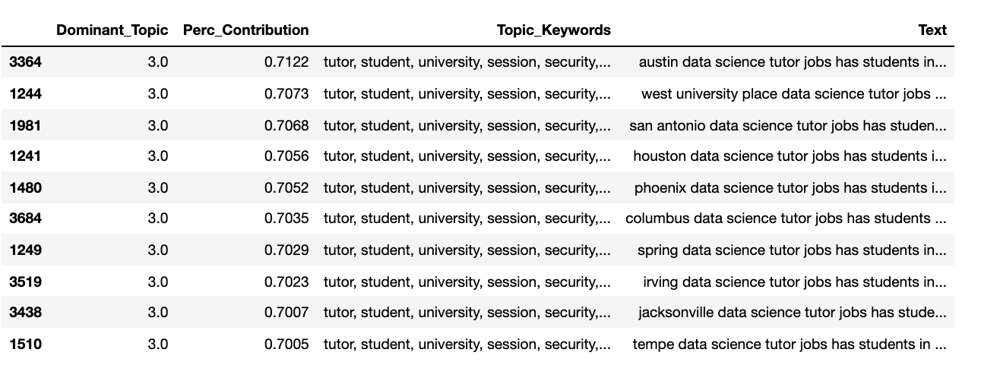 Dominant_Topic Perc_Contribution Topic_Keywords Text
3364 3.0 0.7122 tutor, student, university, session, security,... austin data science tutor jobs has students in...
1244 3.0 0.7073 tutor, student, university, session, security,... west university place data science tutor jobs ...
1981 3.0 0.7068 tutor, student, university, session, security,... san antonio data science tutor jobs has studen...
1241 3.0 0.7056 tutor, student, university, session, security,... houston data science tutor jobs has students i...
1480 3.0 0.7052 tutor, student, university, session, security,... phoenix data science tutor jobs has students i...
3684 3.0 0.7035 tutor, student, university, session, security,... columbus data science tutor jobs has students ...
1249 3.0 0.7029 tutor, student, university, session, security,... spring data science tutor jobs has students in...
3519 3.0 0.7023 tutor, student, university, session, security,... irving data science tutor jobs has students in...
3438 3.0 0.7007 tutor, student, university, session, security,... jacksonville data science tutor jobs has stude...
1510 3.0 0.7005 tutor, student, university, session, security,... tempe data science tutor jobs has students in ...